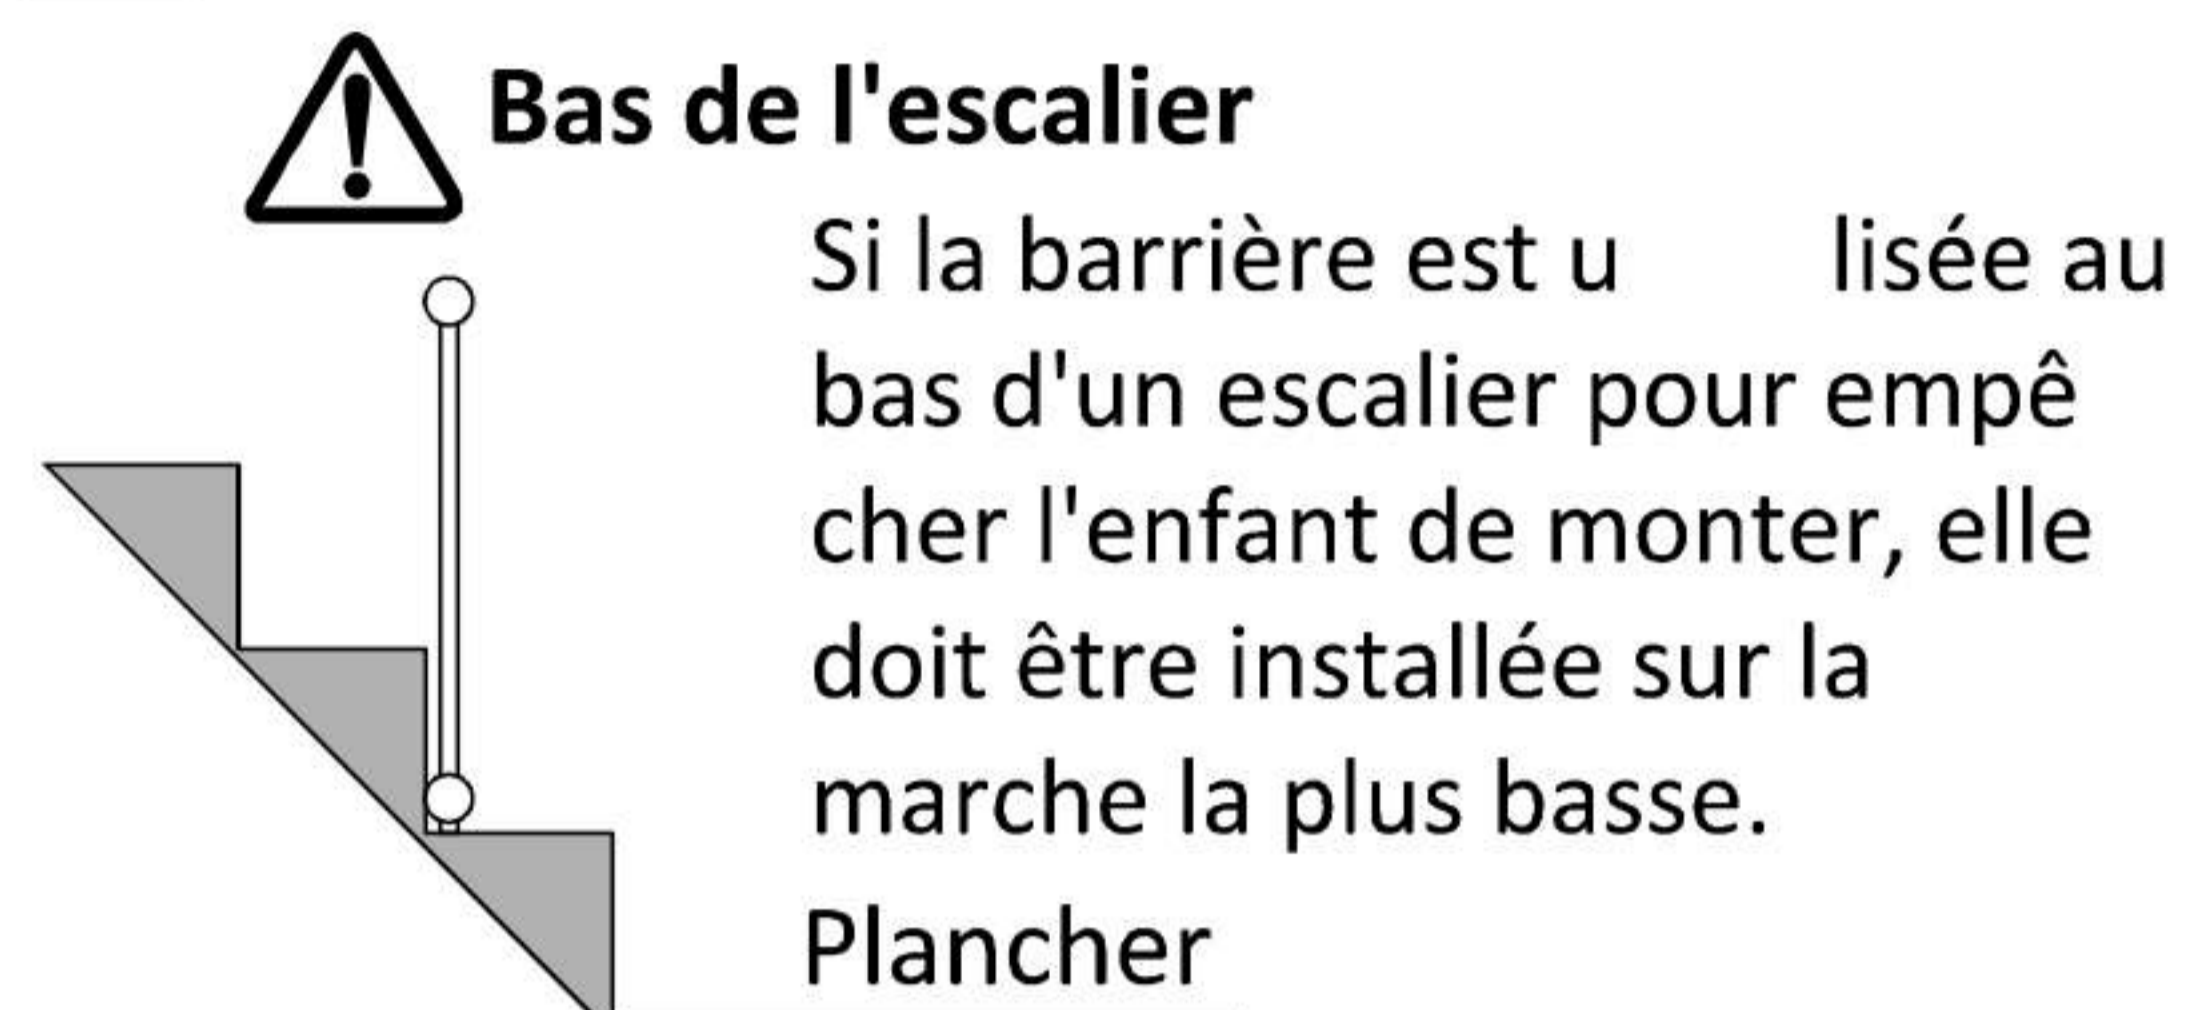 Bas de l'escalier
Si la barrière est u lisée au
bas d'un escalier pour empê
cher l'enfant de monter, elle
doit être installée sur la
marche la plus basse.
Plancher